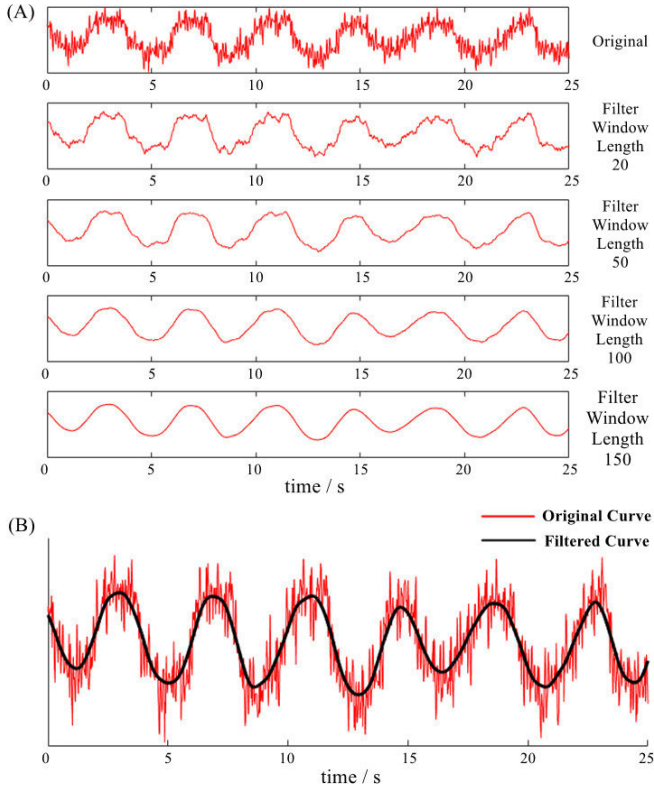 (A)
Original
0 5 10 15 20 25
Filter
Window
Length
20
0 5 10 15 20 25
Filter
Window
Length
50
0 5 10 15 20 25
Filter
Window
Length
100
0 5 10 15 20 25
Filter
Window
Length
150
0 5 10 15 20 25
time / s
(B)
Original Curve
Filtered Curve
0 5 10 15 20 25
time / s